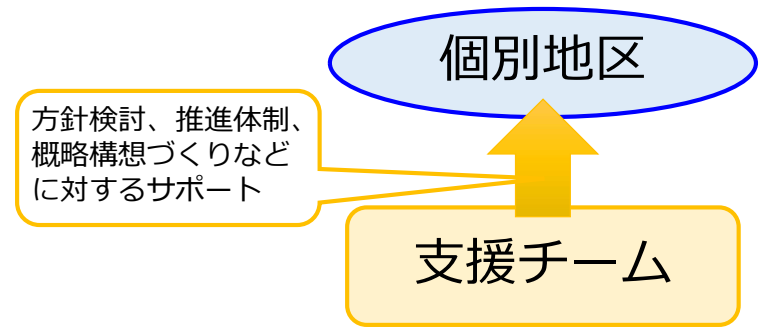 個別地区
方針検討、推進体制、
概略構想づくりなど
に対するサポート
支援チーム